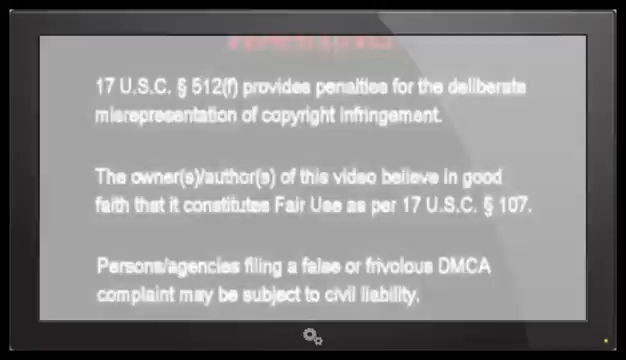 17 U.S.C. § 512(f) provides penalties for the deliberate
misrepresentation of copyright infringement.
The owner(s)/author(s) of this video believe in good
faith that it constitutes Fair Use as per 17 U.S.C. § 107.
Persons/agencies filing a false or frivolous DMCA
complaint may be subject to civil liability.